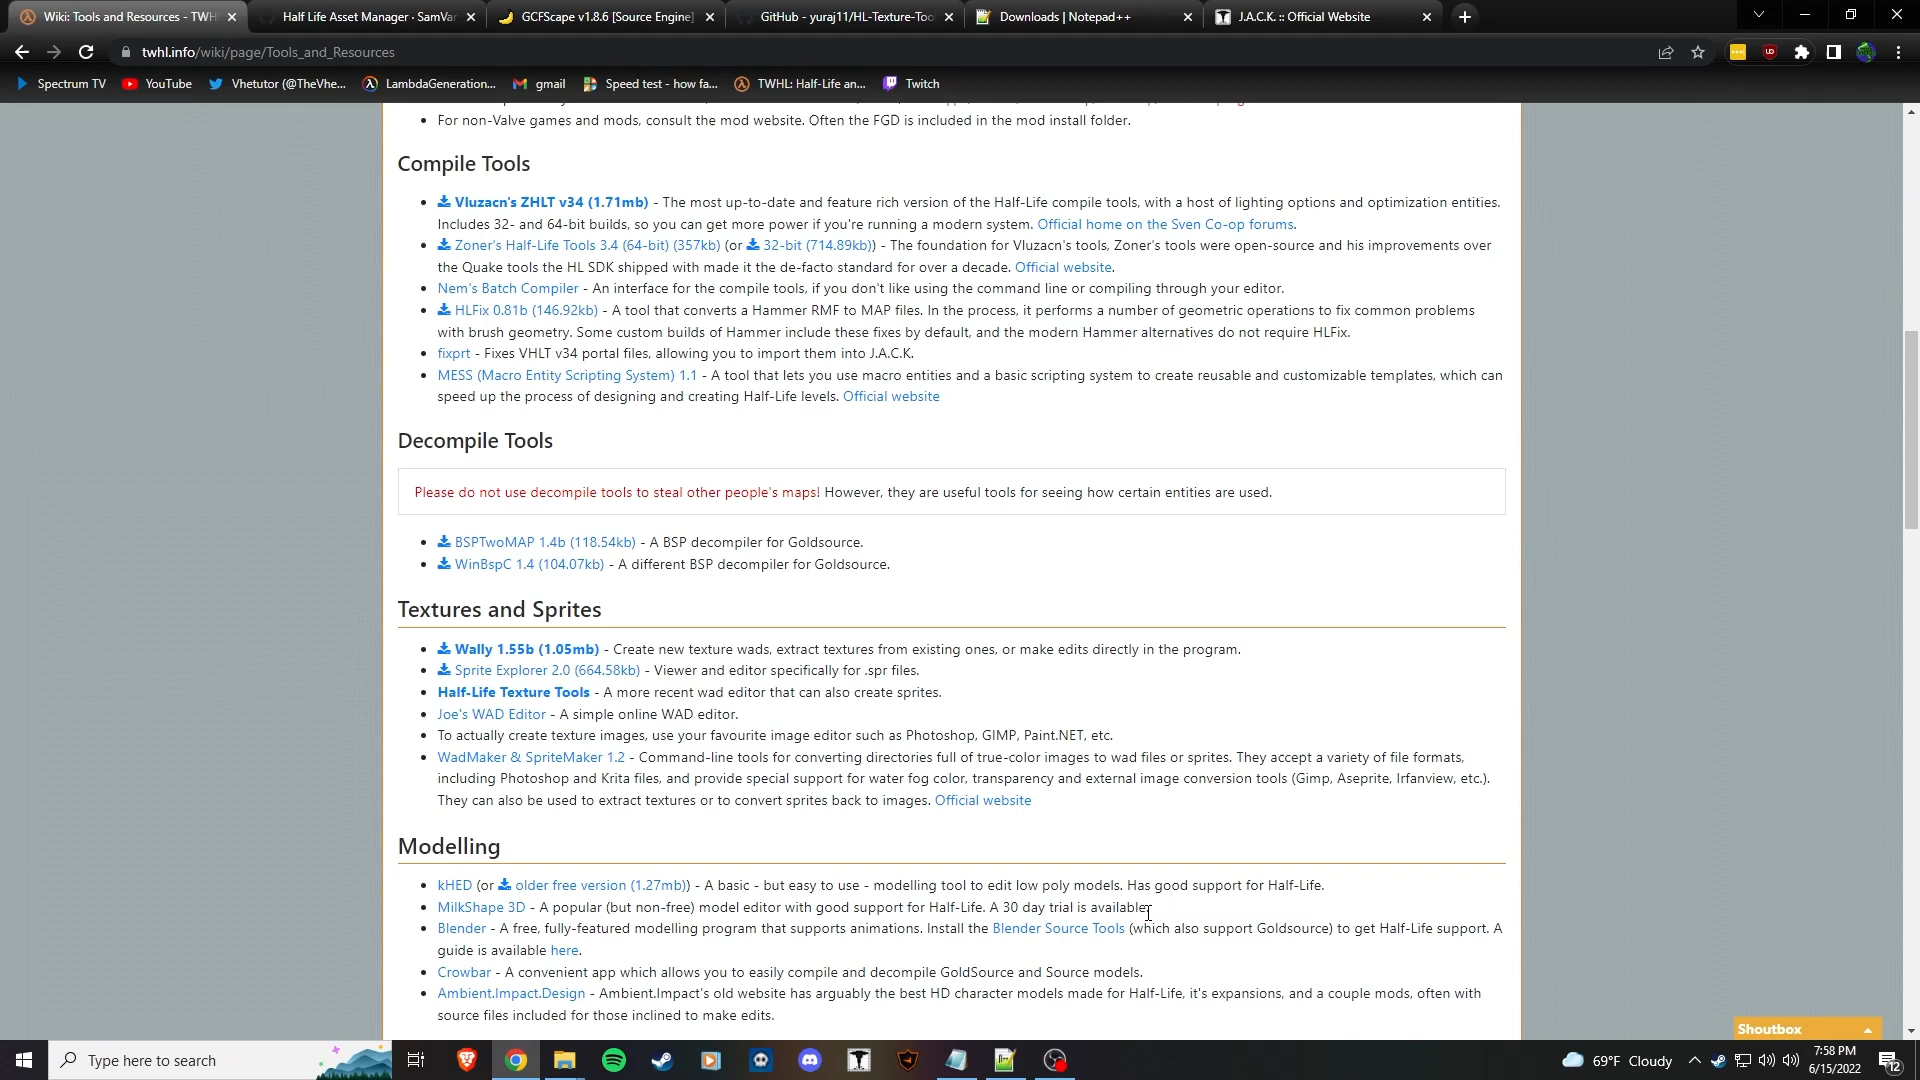 Wiki: Tools and Resources - TWH
Half Life Asset Manager · SamVar
GCFScape v1.8.6 [Source Engine]
GitHub - yuraj11/HL-Texture-Too
Downloads | Notepad++
J.A.C.K. :: Official Website
twhl.info/wiki/page/Tools_and_Resources
Spectrum TV
YouTube
Vhetutor (@TheVhe...
LambdaGeneration...
gmail
Speed test - how fa...
TWHL: Half-Life an...
Twitch
For non-Valve games and mods, consult the mod website. Often the FGD is included in the mod install folder.
Compile Tools
Vluzacn's ZHLT v34 (1.71mb) - The most up-to-date and feature rich version of the Half-Life compile tools, with a host of lighting options and optimization entities.
Includes 32- and 64-bit builds, so you can get more power if you're running a modern system. Official home on the Sven Co-op forums.
Zoner's Half-Life Tools 3.4 (64-bit) (357kb) (or 32-bit (714.89kb)) - The foundation for Vluzacn's tools, Zoner's tools were open-source and his improvements over
the Quake tools the HL SDK shipped with made it the de-facto standard for over a decade. Official website.
Nem's Batch Compiler - An interface for the compile tools, if you don't like using the command line or compiling through your editor.
HLFix 0.81b (146.92kb) - A tool that converts a Hammer RMF to MAP files. In the process, it performs a number of geometric operations to fix common problems
with brush geometry. Some custom builds of Hammer include these fixes by default, and the modern Hammer alternatives do not require HLFix.
fixprt - Fixes VHLT v34 portal files, allowing you to import them into J.A.C.K.
MESS (Macro Entity Scripting System) 1.1 - A tool that lets you use macro entities and a basic scripting system to create reusable and customizable templates, which can
speed up the process of designing and creating Half-Life levels. Official website
Decompile Tools
Please do not use decompile tools to steal other people's maps! However, they are useful tools for seeing how certain entities are used.
BSPTwoMAP 1.4b (118.54kb) - A BSP decompiler for Goldsource.
WinBspC 1.4 (104.07kb) - A different BSP decompiler for Goldsource.
Textures and Sprites
Wally 1.55b (1.05mb) - Create new texture wads, extract textures from existing ones, or make edits directly in the program.
Sprite Explorer 2.0 (664.58kb) - Viewer and editor specifically for .spr files.
Half-Life Texture Tools - A more recent wad editor that can also create sprites.
Joe's WAD Editor - A simple online WAD editor.
To actually create texture images, use your favourite image editor such as Photoshop, GIMP, Paint.NET, etc.
WadMaker & SpriteMaker 1.2 - Command-line tools for converting directories full of true-color images to wad files or sprites. They accept a variety of file formats,
including Photoshop and Krita files, and provide special support for water fog color, transparency and external image conversion tools (Gimp, Aseprite, Irfanview, etc.).
They can also be used to extract textures or to convert sprites back to images. Official website
Modelling
kHED (or older free version (1.27mb)) - A basic - but easy to use - modelling tool to edit low poly models. Has good support for Half-Life.
MilkShape 3D - A popular (but non-free) model editor with good support for Half-Life. A 30 day trial is available.
Blender - A free, fully-featured modelling program that supports animations. Install the Blender Source Tools (which also support Goldsource) to get Half-Life support. A
guide is available here.
Crowbar - A convenient app which allows you to easily compile and decompile GoldSource and Source models.
Ambient.Impact.Design - Ambient.Impact's old website has arguably the best HD character models made for Half-Life, it's expansions, and a couple mods, often with
source files included for those inclined to make edits.
Shoutbox
Type here to search
69°F Cloudy
7:58 PM
6/15/2022
12